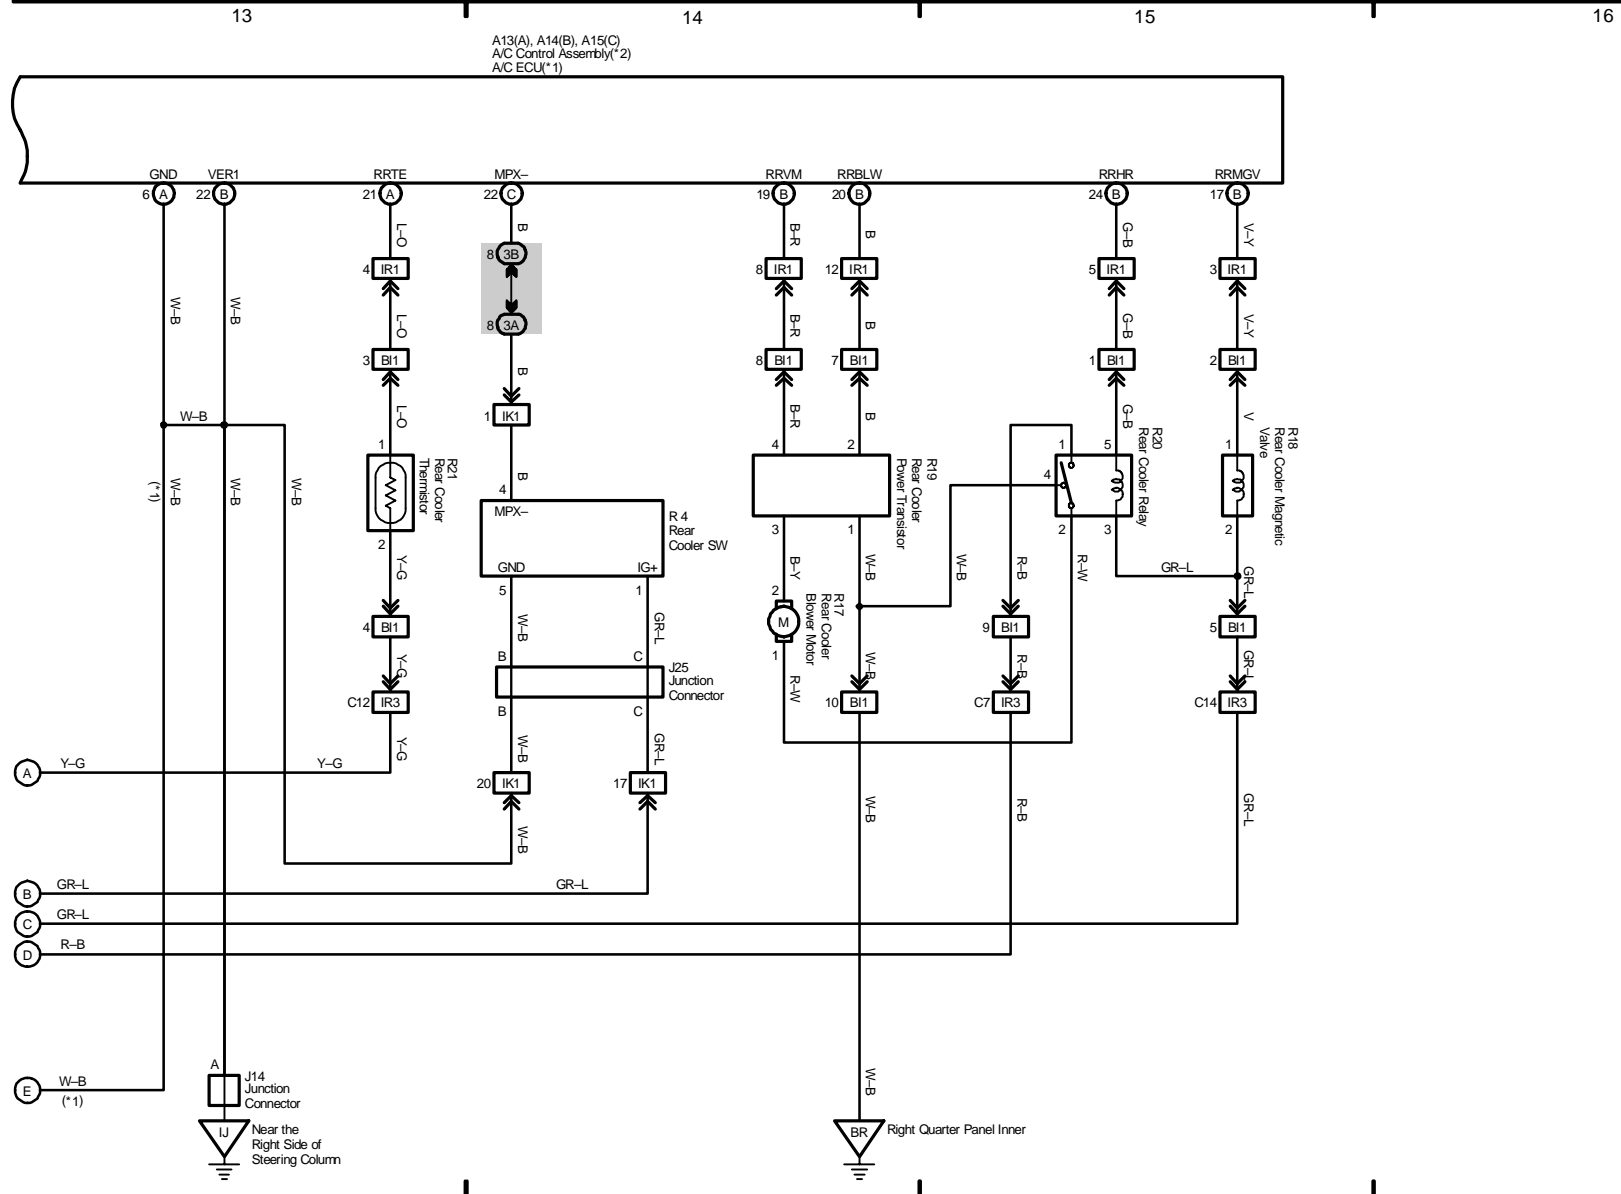 13 14 15 16
A13(A), A14(B), A15(C)
A/C Control Assembly(*2)
A/C ECU(*1)
GND VER1 RRTE MPX– RRVM RRBLW RRHR RRMGV
6 A 22 B 21 A 22 C 19 B 20 B 24 B 17 B
L–O B B–R B G–B V–Y
8 3B
4 IR1 8 IR1 12 IR1 5 IR1 3 IR1
W–B W–B L–O B–R B G–B V–Y
8 3A
3 BI1 8 BI1 7 BI1 1 BI1 2 BI1
B
W–B L–O 1 IK1 B–R B G–B V
1 4 2 1 5 1
R21
Rear Cooler
Thermistor
R19
Rear Cooler
Power Transistor
R20
Rear Cooler Relay
R18
Rear Cooler Magnetic
Valve
W–B
(*1)
W–B W–B B
4 4
MPX–
R 4
Rear
Cooler SW
GND IG+
2 3 1 2 3 2
Y–G 5 1 B–Y W–B W–B R–B R–W GR–L GR–L
W–B GR–L 2
M
R17
Rear Cooler
Blower Motor
4 BI1 9 BI1 5 BI1
B C 1
Y–G W–B R–B GR–L
J25
Junction
Connector
R–W
C12 IR3 B C 10 BI1 C7 IR3 C14 IR3
Y–G W–B GR–L
A Y–G Y–G
20 IK1 17 IK1
W–B W–B R–B GR–L
B GR–L GR–L
C GR–L
D R–B
A
J14
Junction
Connector
E W–B
(*1)
W–B
IJ
Near the
Right Side of
Steering Column
BR Right Quarter Panel Inner